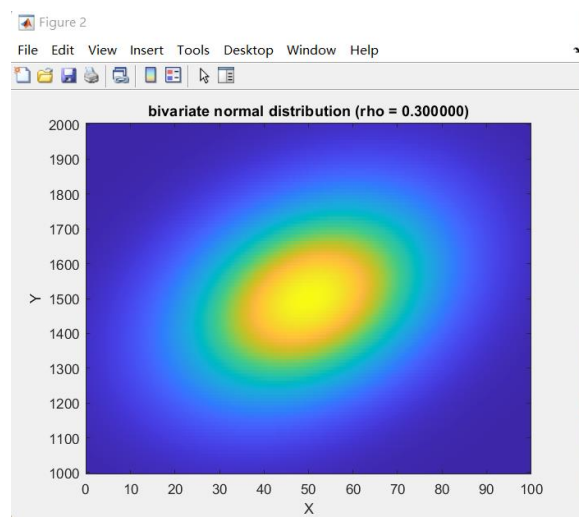 Figure 2
File Edit View Insert Tools Desktop Window Help
bivariate normal distribution (rho = 0.300000)
2000
1900
1800
1700
1600
1500
1400
1300
1200
1100
1000
Y
0 10 20 30 40 50 60 70 80 90 100
X